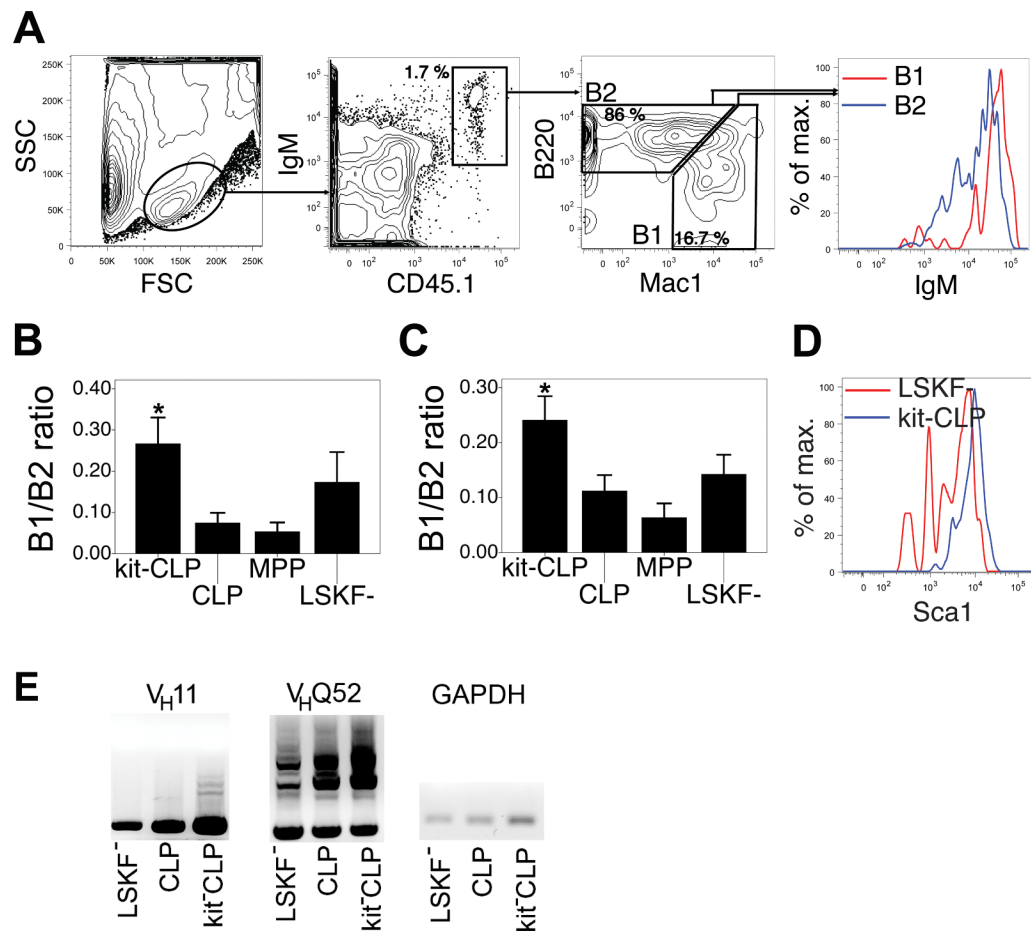 A
SSC
250K
200K
150K
100K
50K
0
0 50K 100K 150K 200K 250K
FSC
IgM
10^5
10^4
10^3
10^2
0
1.7 %
0 10^2 10^3 10^4 10^5
CD45.1
B220
10^5
10^4
10^3
10^2
0
B2
86 %
B1
16.7 %
0 10^2 10^3 10^4 10^5
Mac1
% of max.
100
80
60
40
20
0
B1
B2
0 10^2 10^3 10^4 10^5
IgM
B
B1/B2 ratio
0.40
0.30
0.20
0.10
0.00
*
kit-CLP
CLP
MPP
LSKF-
C
0.30
0.20
0.10
0.00
*
B1/B2 ratio
kit-CLP
CLP
MPP
LSKF-
D
% of max.
100
80
60
40
20
0
LSKF-
kit-CLP
0 10^2 10^3 10^4 10^5
Sca1
E
V_H11
LSKF^-
CLP
kit^-CLP
V_HQ52
LSKF^-
CLP
kit^-CLP
GAPDH
LSKF^-
CLP
kit^-CLP